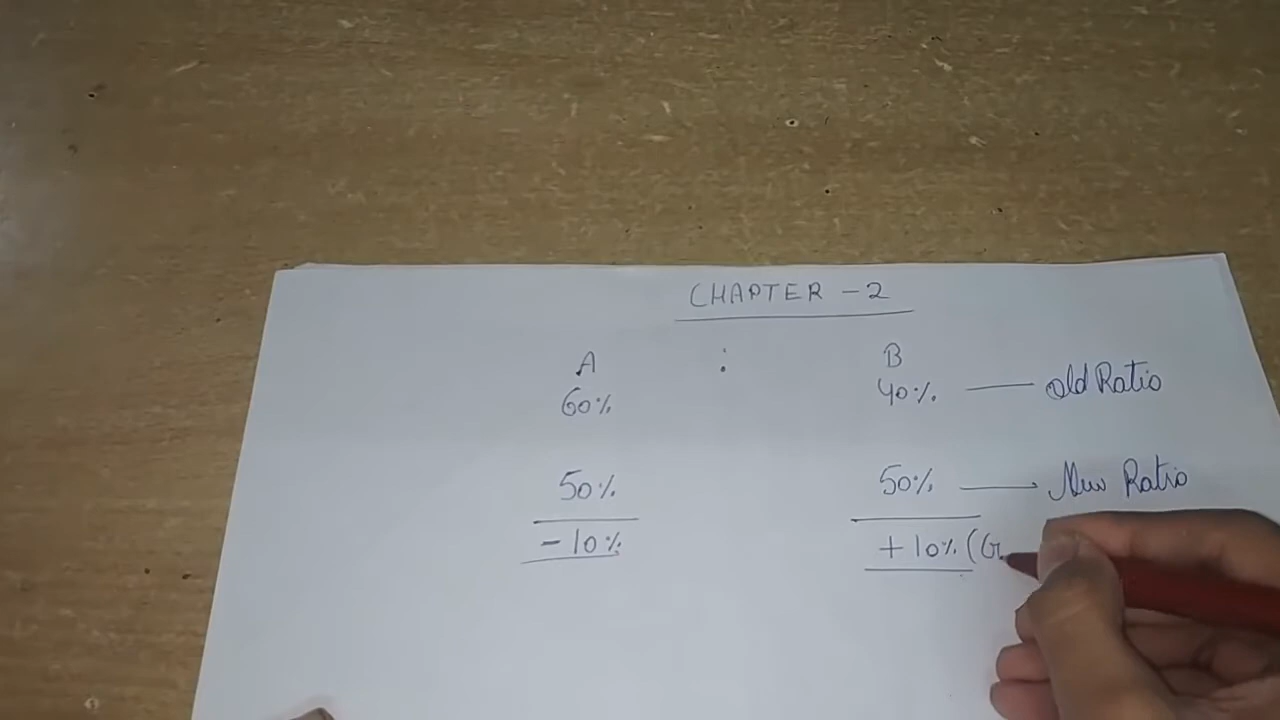 CHAPTER - 2
A : B
60% 40% —— Old Ratio
50% 50% —— New Ratio
- 10% + 10% (G